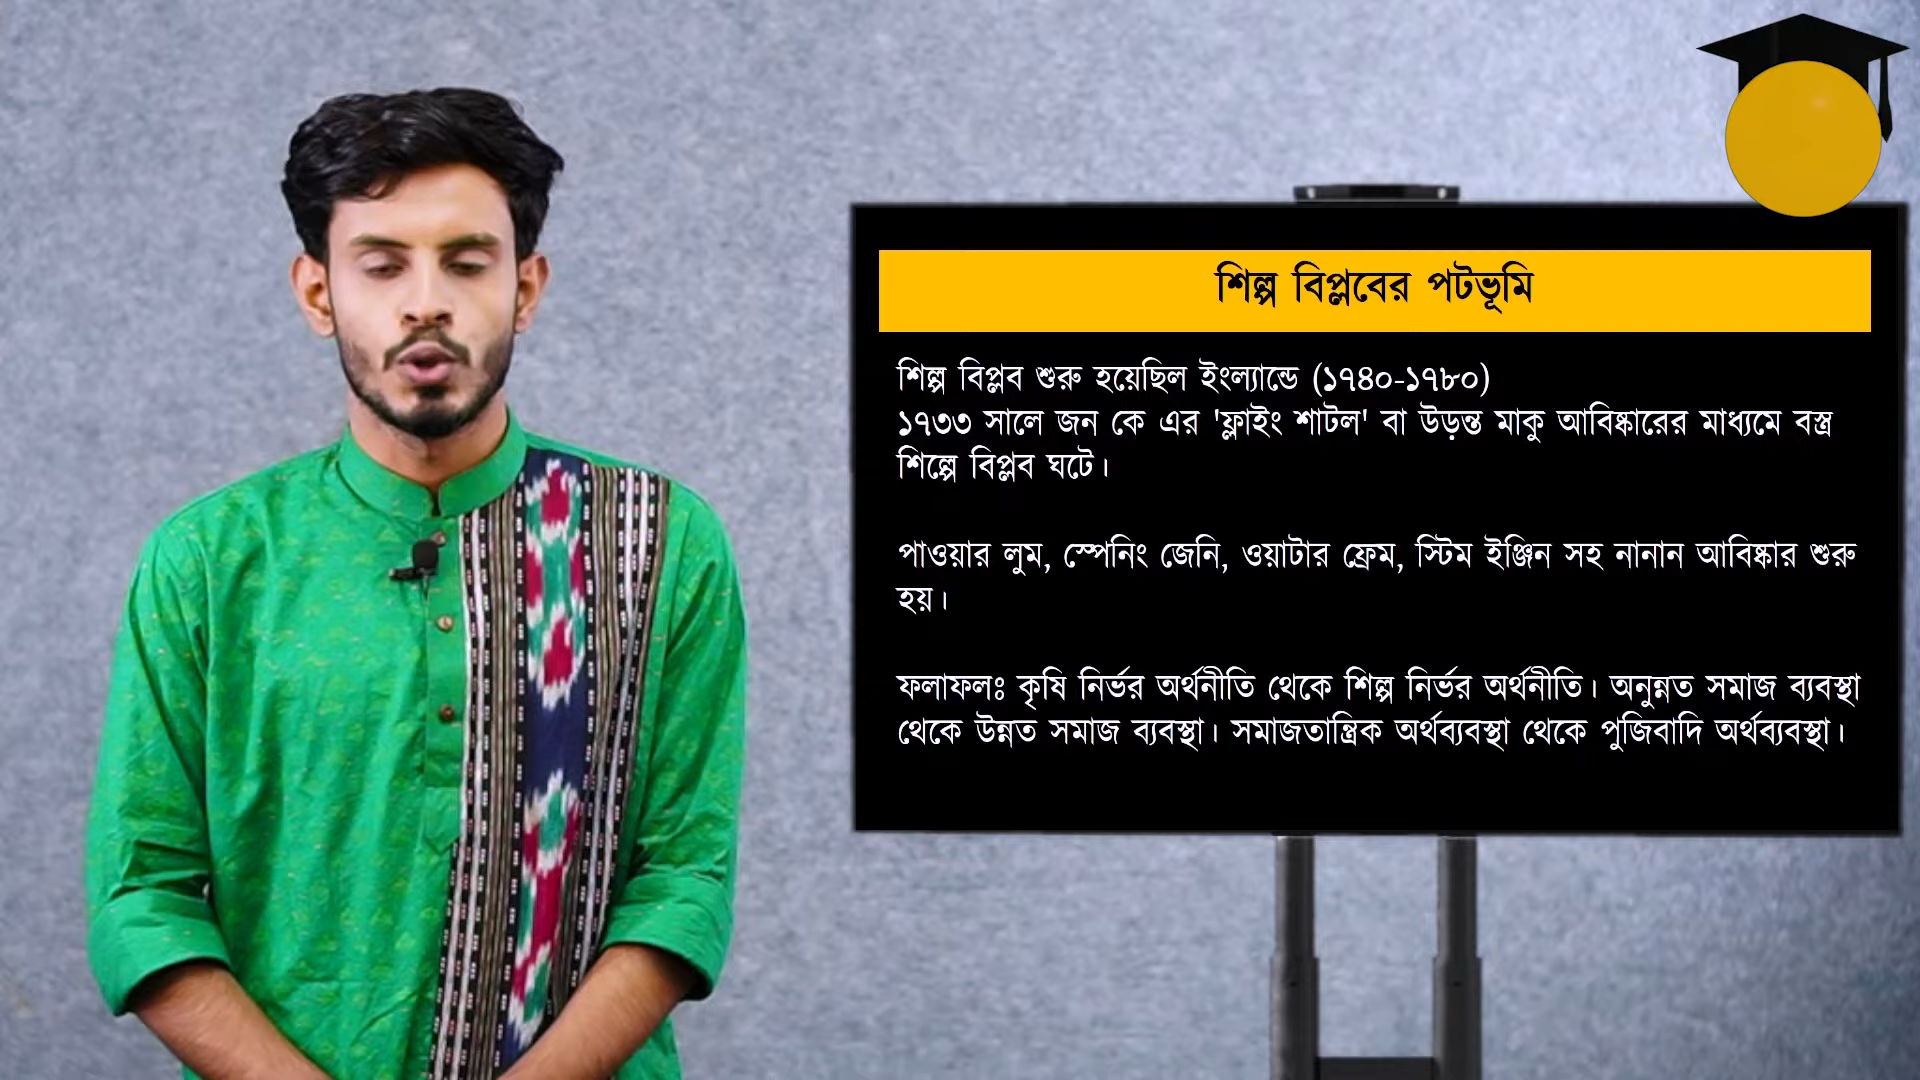 শিল্প বিপ্লবের পটভূমি
শিল্প বিপ্লব শুরু হয়েছিল ইংল্যান্ডে (১৭৪০-১৭৮০)
১৭৩৩ সালে জন কে এর 'ফ্লাইং শাটল' বা উড়ন্ত মাকু আবিষ্কারের মাধ্যমে বস্ত্র
শিল্পে বিপ্লব ঘটে।
পাওয়ার লুম, স্পেনিং জেনি, ওয়াটার ফ্রেম, স্টিম ইঞ্জিন সহ নানান আবিষ্কার শুরু
হয়।
ফলাফলঃ কৃষি নির্ভর অর্থনীতি থেকে শিল্প নির্ভর অর্থনীতি। অনুন্নত সমাজ ব্যবস্থা
থেকে উন্নত সমাজ ব্যবস্থা। সমাজতান্ত্রিক অর্থব্যবস্থা থেকে পুজিবাদি অর্থব্যবস্থা।